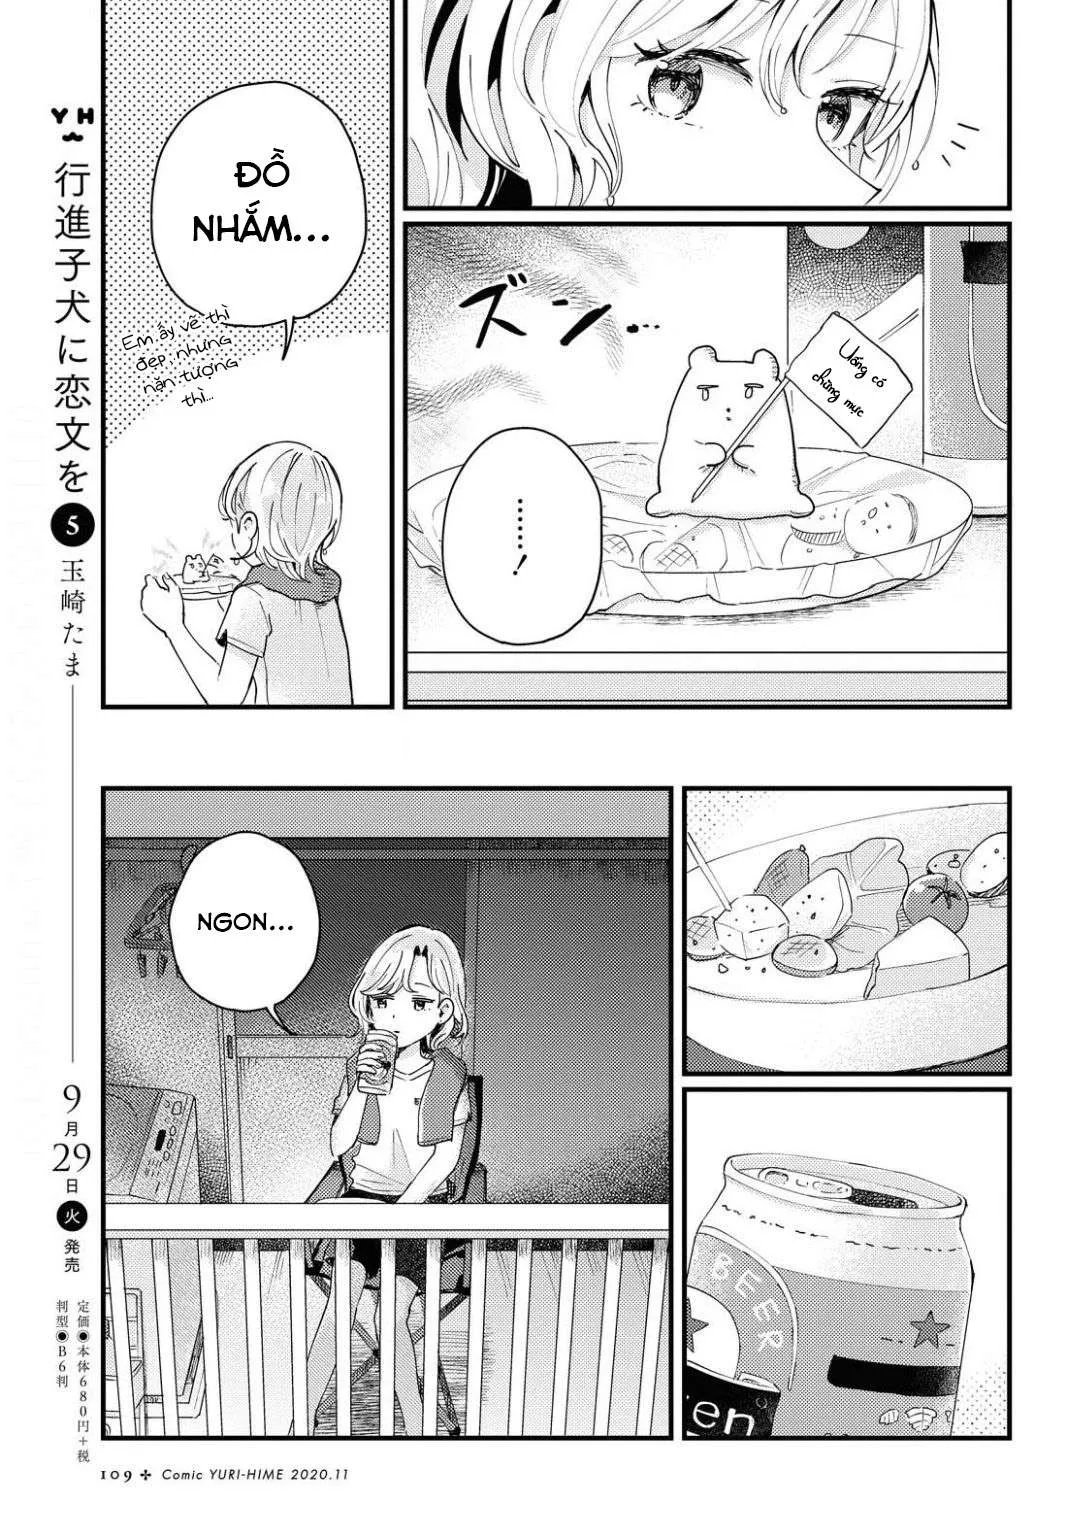 ズン…
Uống có
chừng mực
……!
ĐỒ
NHẮM...
Em ấy vẽ thì
đẹp, nhưng
nặn tượng
thì...
NGON...
BEER
en
YH
行進子犬に恋文を
5
玉崎たま
9月29日火発売
定価●本体680円+税
判型●B6判
109 ✣ Comic YURI-HIME 2020.11